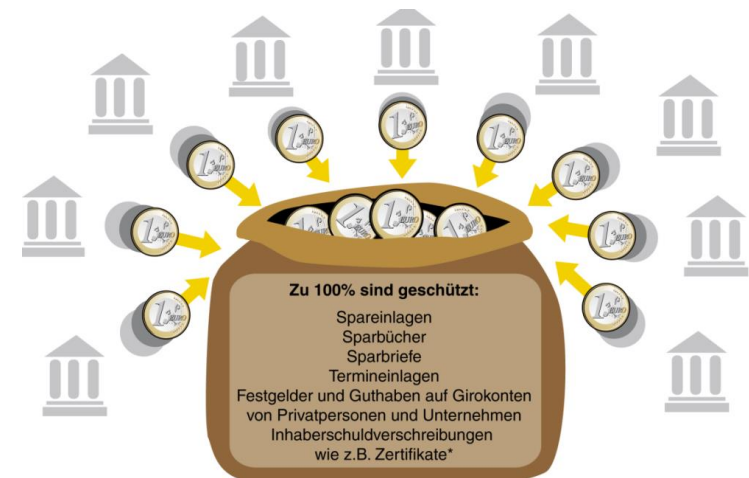 Zu 100% sind geschützt:
Spareinlagen
Sparbücher
Sparbriefe
Termineinlagen
Festgelder und Guthaben auf Girokonten
von Privatpersonen und Unternehmen
Inhaberschuldverschreibungen
wie z.B. Zertifikate*